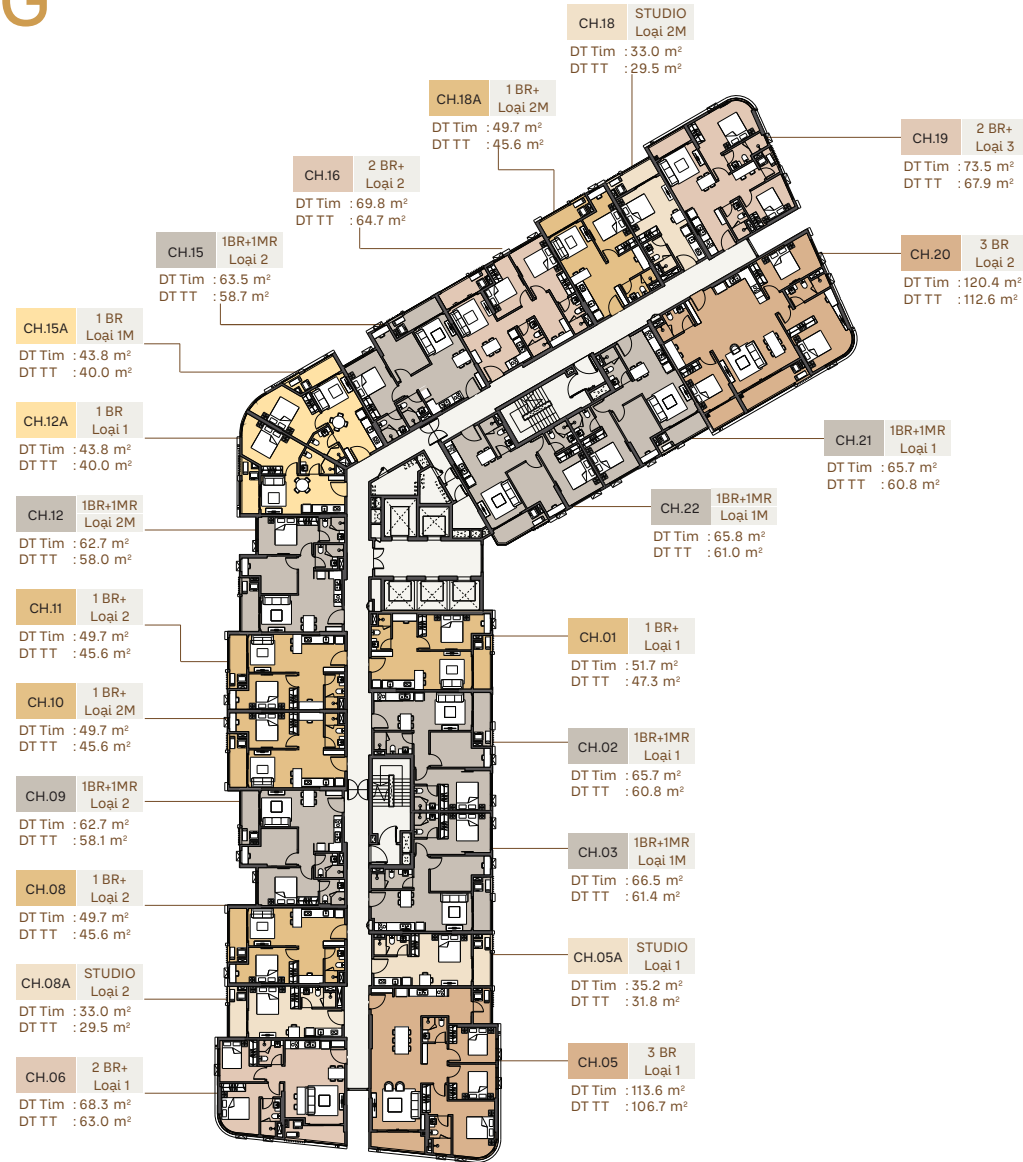 G
CH.18
STUDIO
Loại 2M
DT Tim : 33.0 m²
DT TT : 29.5 m²
CH.18A
1 BR+
Loại 2M
DT Tim : 49.7 m²
DT TT : 45.6 m²
CH.19
2 BR+
Loại 3
DT Tim : 73.5 m²
DT TT : 67.9 m²
CH.16
2 BR+
Loại 2
DT Tim : 69.8 m²
DT TT : 64.7 m²
CH.15
1BR+1MR
Loại 2
DT Tim : 63.5 m²
DT TT : 58.7 m²
CH.20
3 BR
Loại 2
DT Tim : 120.4 m²
DT TT : 112.6 m²
CH.15A
1 BR
Loại 1M
DT Tim : 43.8 m²
DT TT : 40.0 m²
CH.12A
1 BR
Loại 1
DT Tim : 43.8 m²
DT TT : 40.0 m²
CH.21
1BR+1MR
Loại 1
DT Tim : 65.7 m²
DT TT : 60.8 m²
CH.22
1BR+1MR
Loại 1M
DT Tim : 65.8 m²
DT TT : 61.0 m²
CH.12
1BR+1MR
Loại 2M
DT Tim : 62.7 m²
DT TT : 58.0 m²
CH.11
1 BR+
Loại 2
DT Tim : 49.7 m²
DT TT : 45.6 m²
CH.01
1 BR+
Loại 1
DT Tim : 51.7 m²
DT TT : 47.3 m²
CH.10
1 BR+
Loại 2M
DT Tim : 49.7 m²
DT TT : 45.6 m²
CH.02
1BR+1MR
Loại 1
DT Tim : 65.7 m²
DT TT : 60.8 m²
CH.09
1BR+1MR
Loại 2
DT Tim : 62.7 m²
DT TT : 58.1 m²
CH.03
1BR+1MR
Loại 1M
DT Tim : 66.5 m²
DT TT : 61.4 m²
CH.08
1 BR+
Loại 2
DT Tim : 49.7 m²
DT TT : 45.6 m²
CH.05A
STUDIO
Loại 1
DT Tim : 35.2 m²
DT TT : 31.8 m²
CH.08A
STUDIO
Loại 2
DT Tim : 33.0 m²
DT TT : 29.5 m²
CH.05
3 BR
Loại 1
DT Tim : 113.6 m²
DT TT : 106.7 m²
CH.06
2 BR+
Loại 1
DT Tim : 68.3 m²
DT TT : 63.0 m²